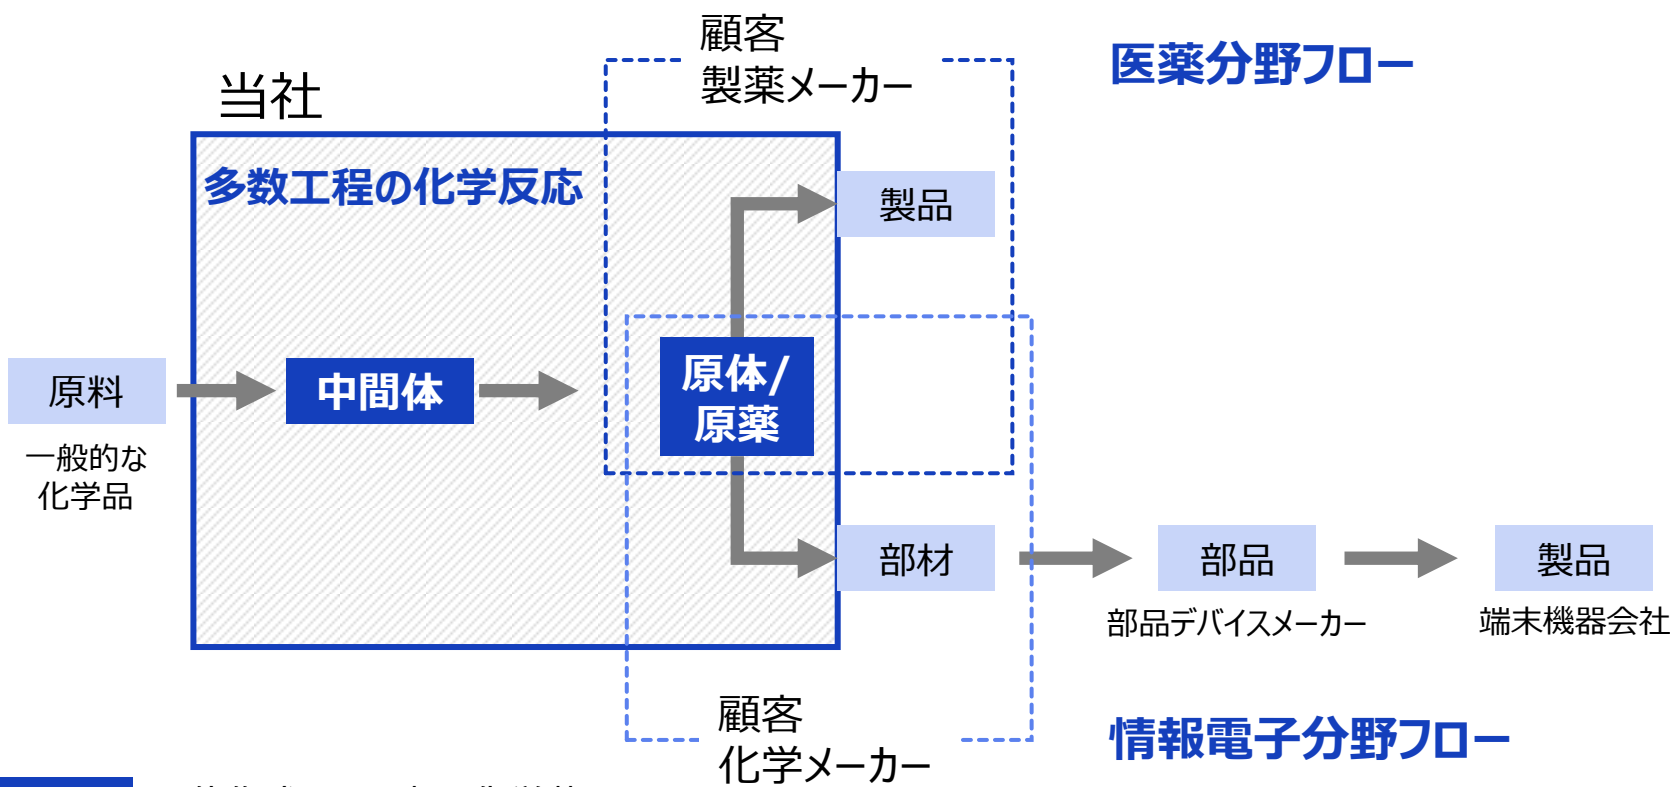 顧客
製薬メーカー
医薬分野フロー
当社
多数工程の化学反応
製品
原料
一般的な
化学品
中間体
原体/
原薬
部材
部品
部品デバイスメーカー
製品
端末機器会社
顧客
化学メーカー
情報電子分野フロー